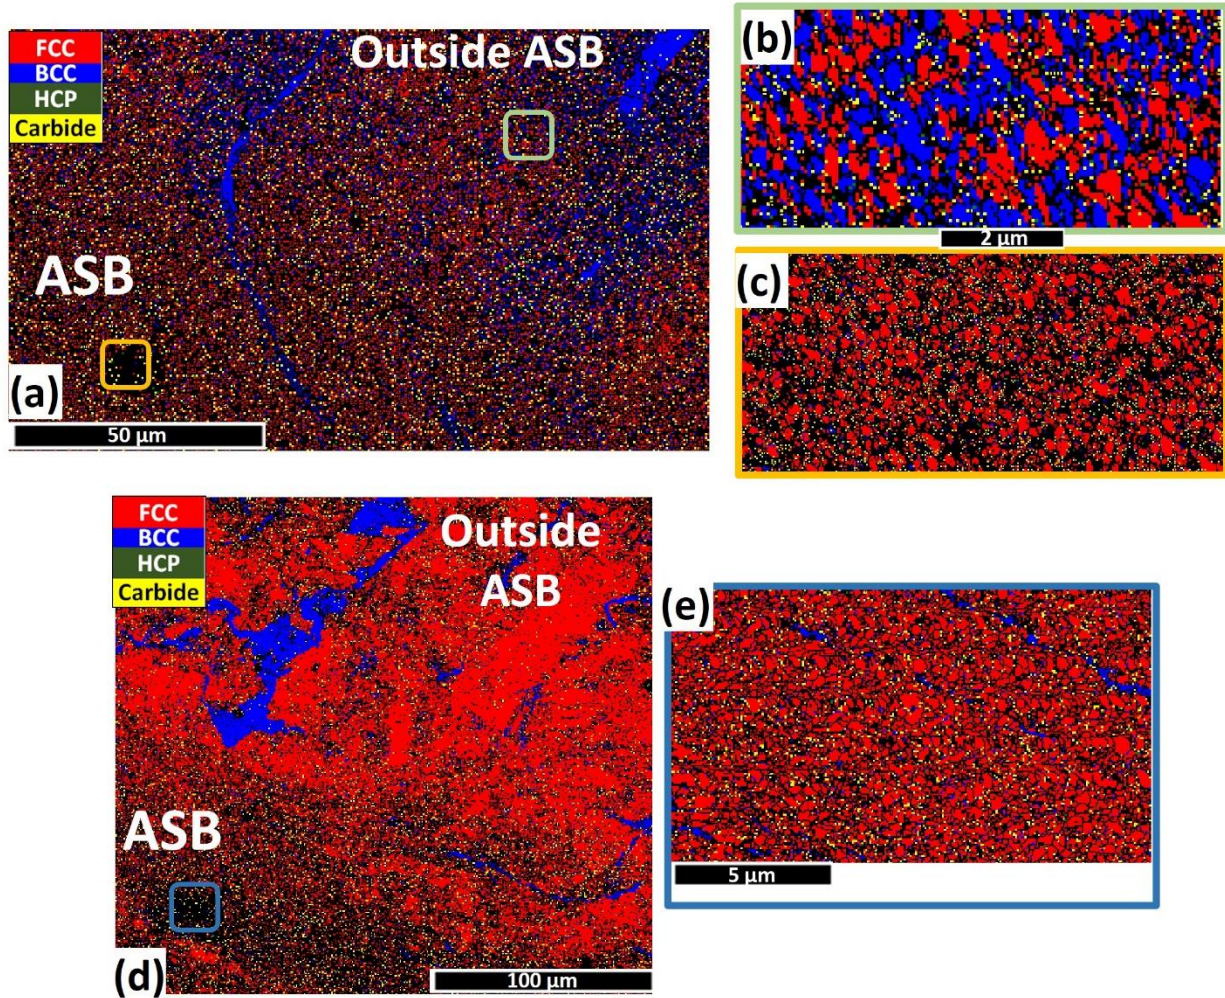 FCC
BCC
HCP
Carbide
Outside ASB
ASB
(a)
50 µm
(b)
2 µm
(c)
FCC
BCC
HCP
Carbide
Outside
ASB
ASB
(d)
100 µm
(e)
5 µm